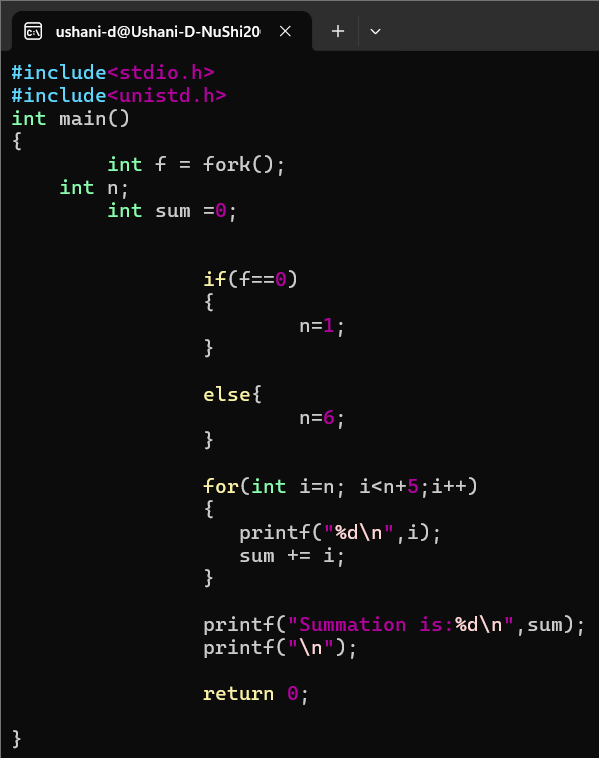 ushani-d@Ushani-D-NuShi20
#include<stdio.h>
#include<unistd.h>
int main()
{
        int f = fork();
    int n;
        int sum =0;
                if(f==0)
                {
                        n=1;
                }
                else{
                        n=6;
                }
                for(int i=n; i<n+5;i++)
                {
                   printf("%d\n",i);
                   sum += i;
                }
                printf("Summation is:%d\n",sum);
                printf("\n");
                return 0;
}